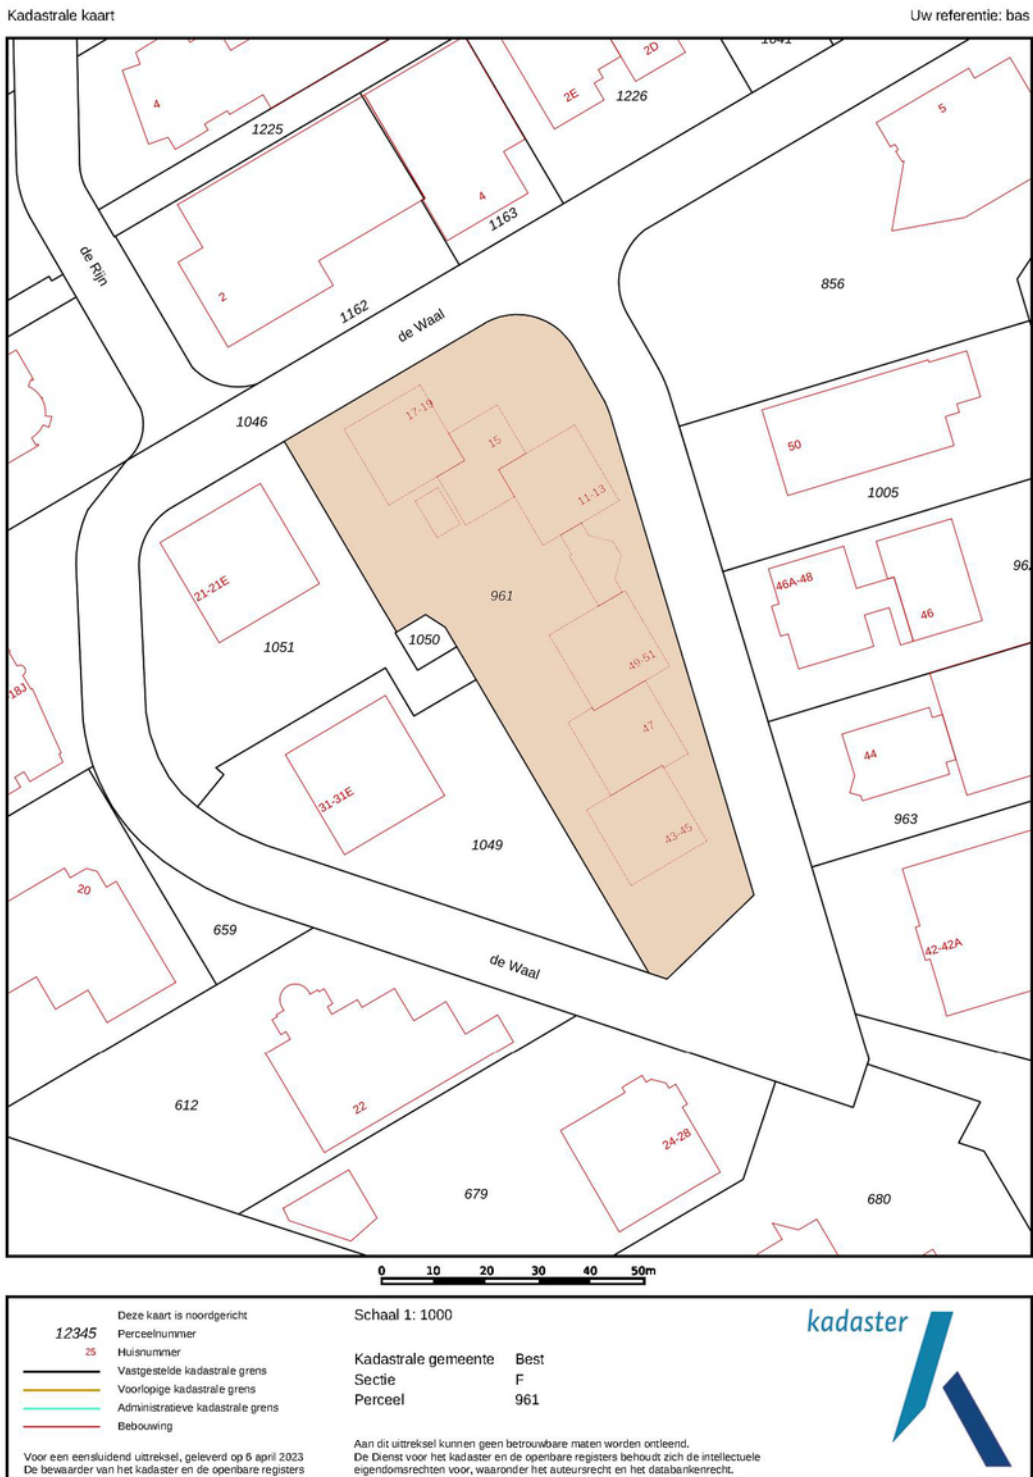 Kadastrale kaart
Uw referentie: bas
1041
2D
4
2E
1226
5
1225
4
1163
de Rijn
856
2
1162
de Waal
17-19
1046
15
50
11-13
1005
21-21E
961
46A-48
46
1050
1051
49-51
18J
47
44
31-31E
963
43-45
1049
20
659
42-42A
de Waal
612
22
24-28
679
680
0 10 20 30 40 50m
Deze kaart is noordgericht
12345 Perceelnummer
25 Huisnummer
Vastgestelde kadastrale grens
Voorlopige kadastrale grens
Administratieve kadastrale grens
Bebouwing
Voor een eensluidend uittreksel, geleverd op 6 april 2023
De bewaarder van het kadaster en de openbare registers
Schaal 1: 1000
Kadastrale gemeente Best
Sectie F
Perceel 961
Aan dit uittreksel kunnen geen betrouwbare maten worden ontleend.
De Dienst voor het kadaster en de openbare registers behoudt zich de intellectuele
eigendomsrechten voor, waaronder het auteursrecht en het databankenrecht.
kadaster